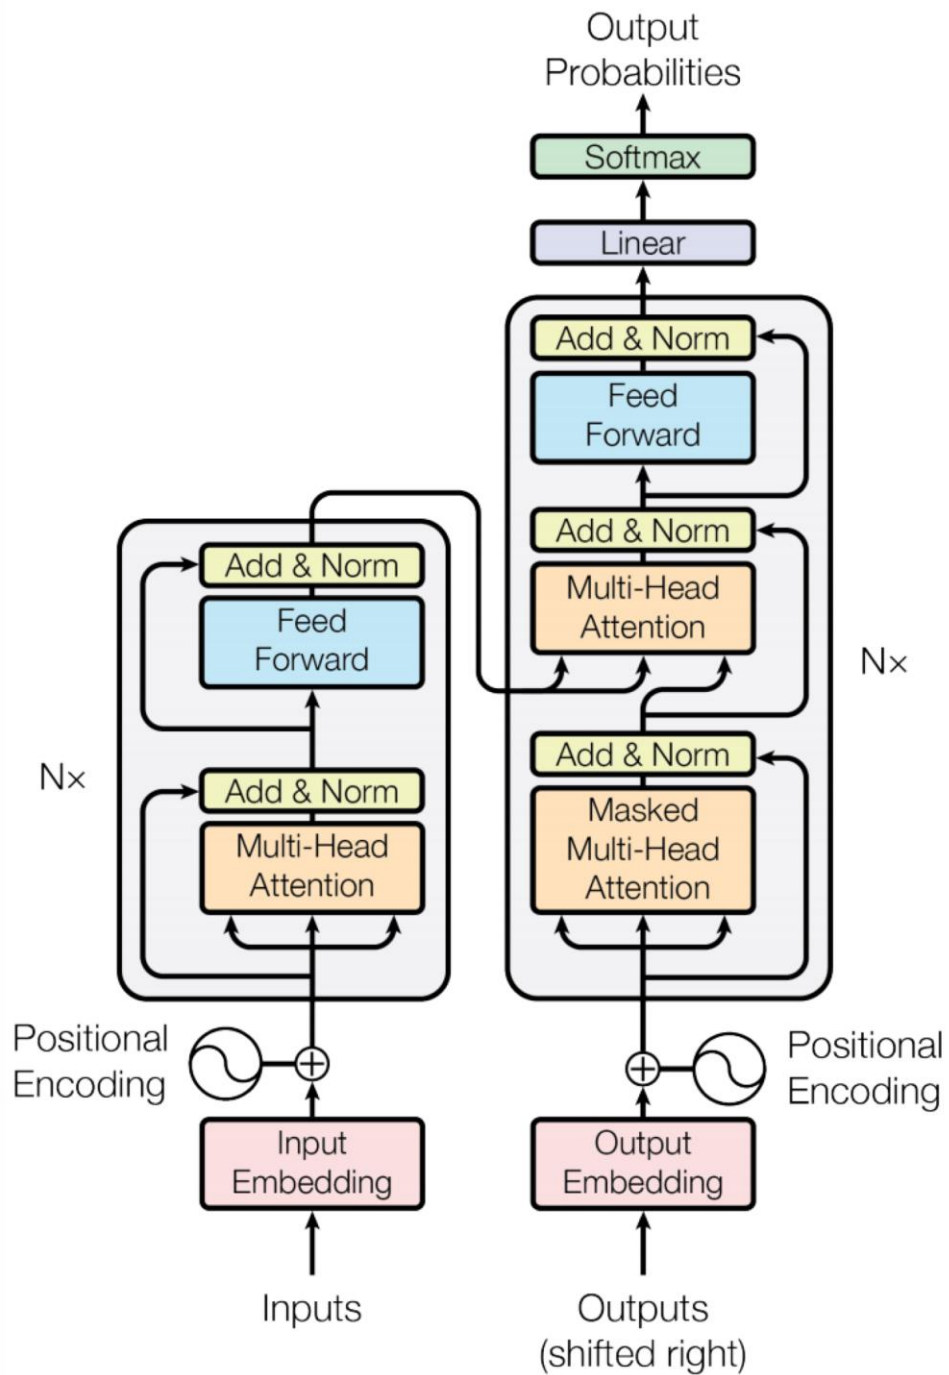 Output
Probabilities
Softmax
Linear
Add & Norm
Feed
Forward
Add & Norm
Multi-Head
Attention
Add & Norm
Masked
Multi-Head
Attention
N×
Add & Norm
Feed
Forward
Add & Norm
Multi-Head
Attention
N×
Positional
Encoding
Positional
Encoding
Input
Embedding
Output
Embedding
Inputs
Outputs
(shifted right)